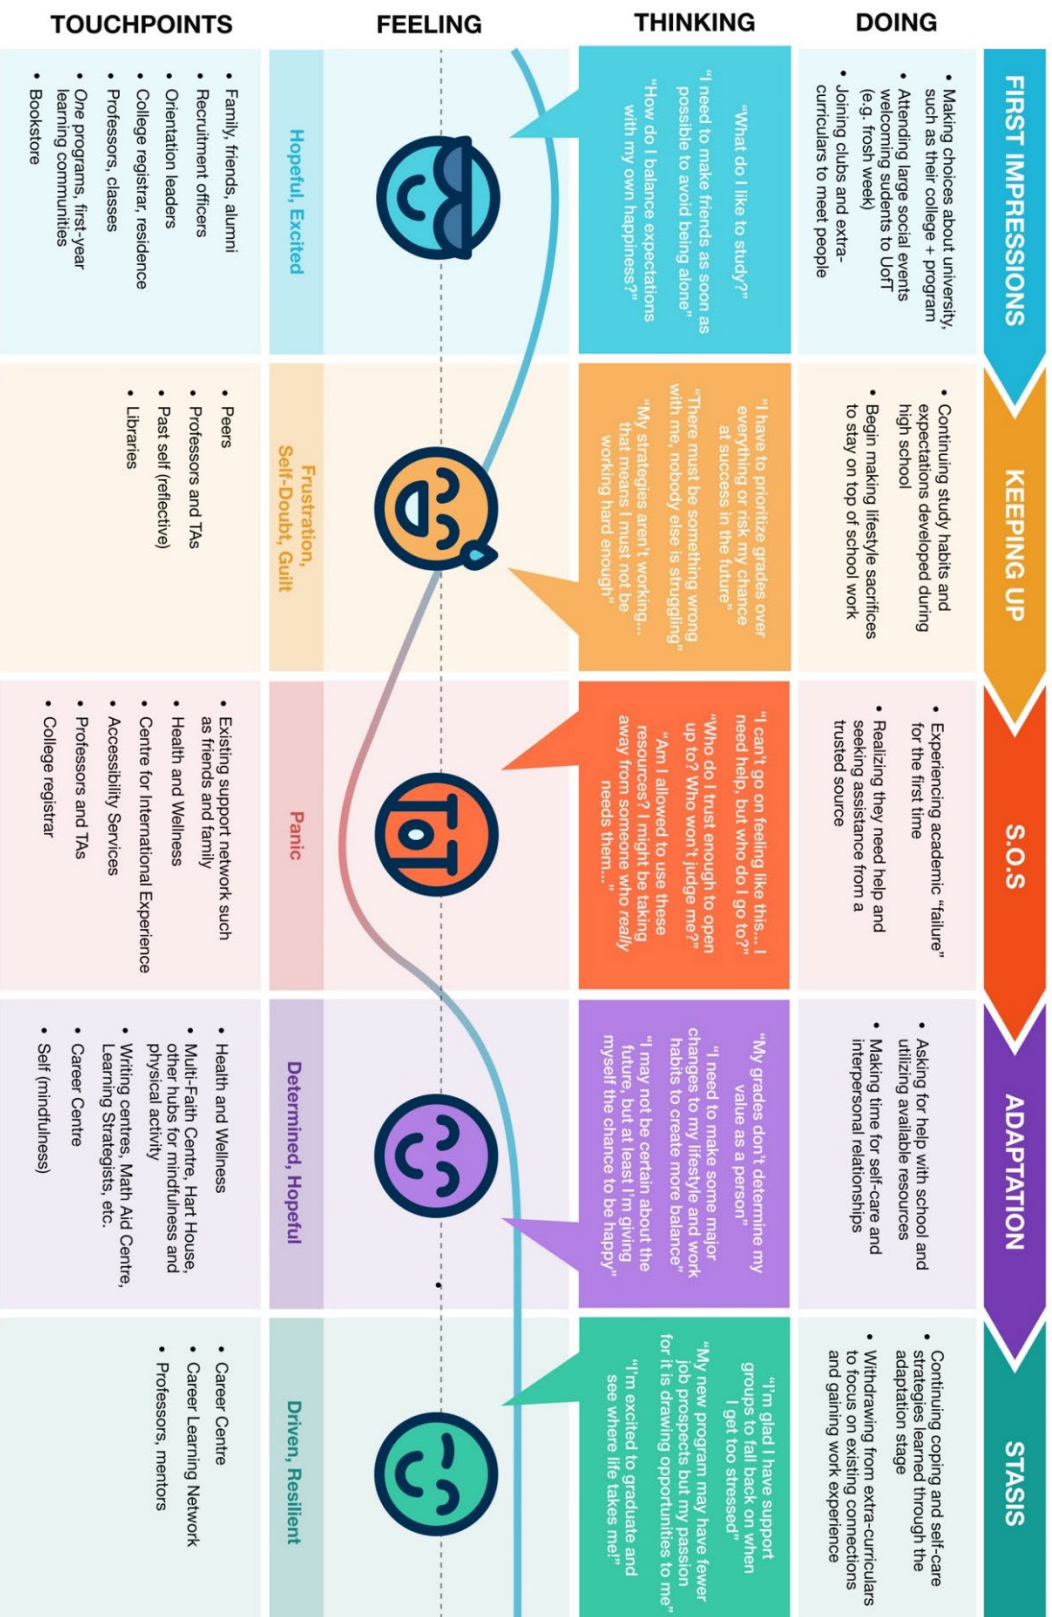 TOUCHPOINTS
FEELING
THINKING
DOING
FIRST IMPRESSIONS
• Making choices about university,
such as their college + program
• Attending large social events
welcoming students to UofT
(e.g. frosh week)
• Joining clubs and extra-
curriculars to meet people
"What do I like to study?"
"I need to make friends as soon as
possible to avoid being alone"
"How do I balance expectations
with my own happiness?"
Hopeful, Excited
• Family, friends, alumni
• Recruitment officers
• Orientation leaders
• College registrar, residence
• Professors, classes
• One programs, first-year
learning communities
• Bookstore
KEEPING UP
• Continuing study habits and
expectations developed during
high school
• Begin making lifestyle sacrifices
to stay on top of school work
"I have to prioritize grades over
everything or risk my chance
at success in the future"
"There must be something wrong
with me, nobody else is struggling"
"My strategies aren't working...
that means I must not be
working hard enough"
Frustration,
Self-Doubt, Guilt
• Peers
• Professors and TAs
• Past self (reflective)
• Libraries
S.O.S
• Experiencing academic "failure"
for the first time
• Realizing they need help and
seeking assistance from a
trusted source
"I can't go on feeling like this... I
need help, but who do I go to?"
"Who do I trust enough to open
up to? Who won't judge me?"
"Am I allowed to use these
resources? I might be taking
away from someone who really
needs them..."
Panic
• Existing support network such
as friends and family
• Health and Wellness
• Centre for International Experience
• Accessibility Services
• Professors and TAs
• College registrar
ADAPTATION
• Asking for help with school and
utilizing available resources
• Making time for self-care and
interpersonal relationships
"My grades don't determine my
value as a person"
"I need to make some major
changes to my lifestyle and work
habits to create more balance"
"I may not be certain about the
future, but at least I'm giving
myself the chance to be happy"
Determined, Hopeful
• Health and Wellness
• Multi-Faith Centre, Hart House,
other hubs for mindfulness and
physical activity
• Writing centres, Math Aid Centre,
Learning Strategists, etc.
• Career Centre
• Self (mindfulness)
STASIS
• Continuing coping and self-care
strategies learned through the
adaptation stage
• Withdrawing from extra-curriculars
to focus on existing connections
and gaining work experience
"I'm glad I have support
groups to fall back on when
I get too stressed"
"My new program may have fewer
job prospects but my passion
for it is drawing opportunities to me"
"I'm excited to graduate and
see where life takes me!"
Driven, Resilient
• Career Centre
• Career Learning Network
• Professors, mentors